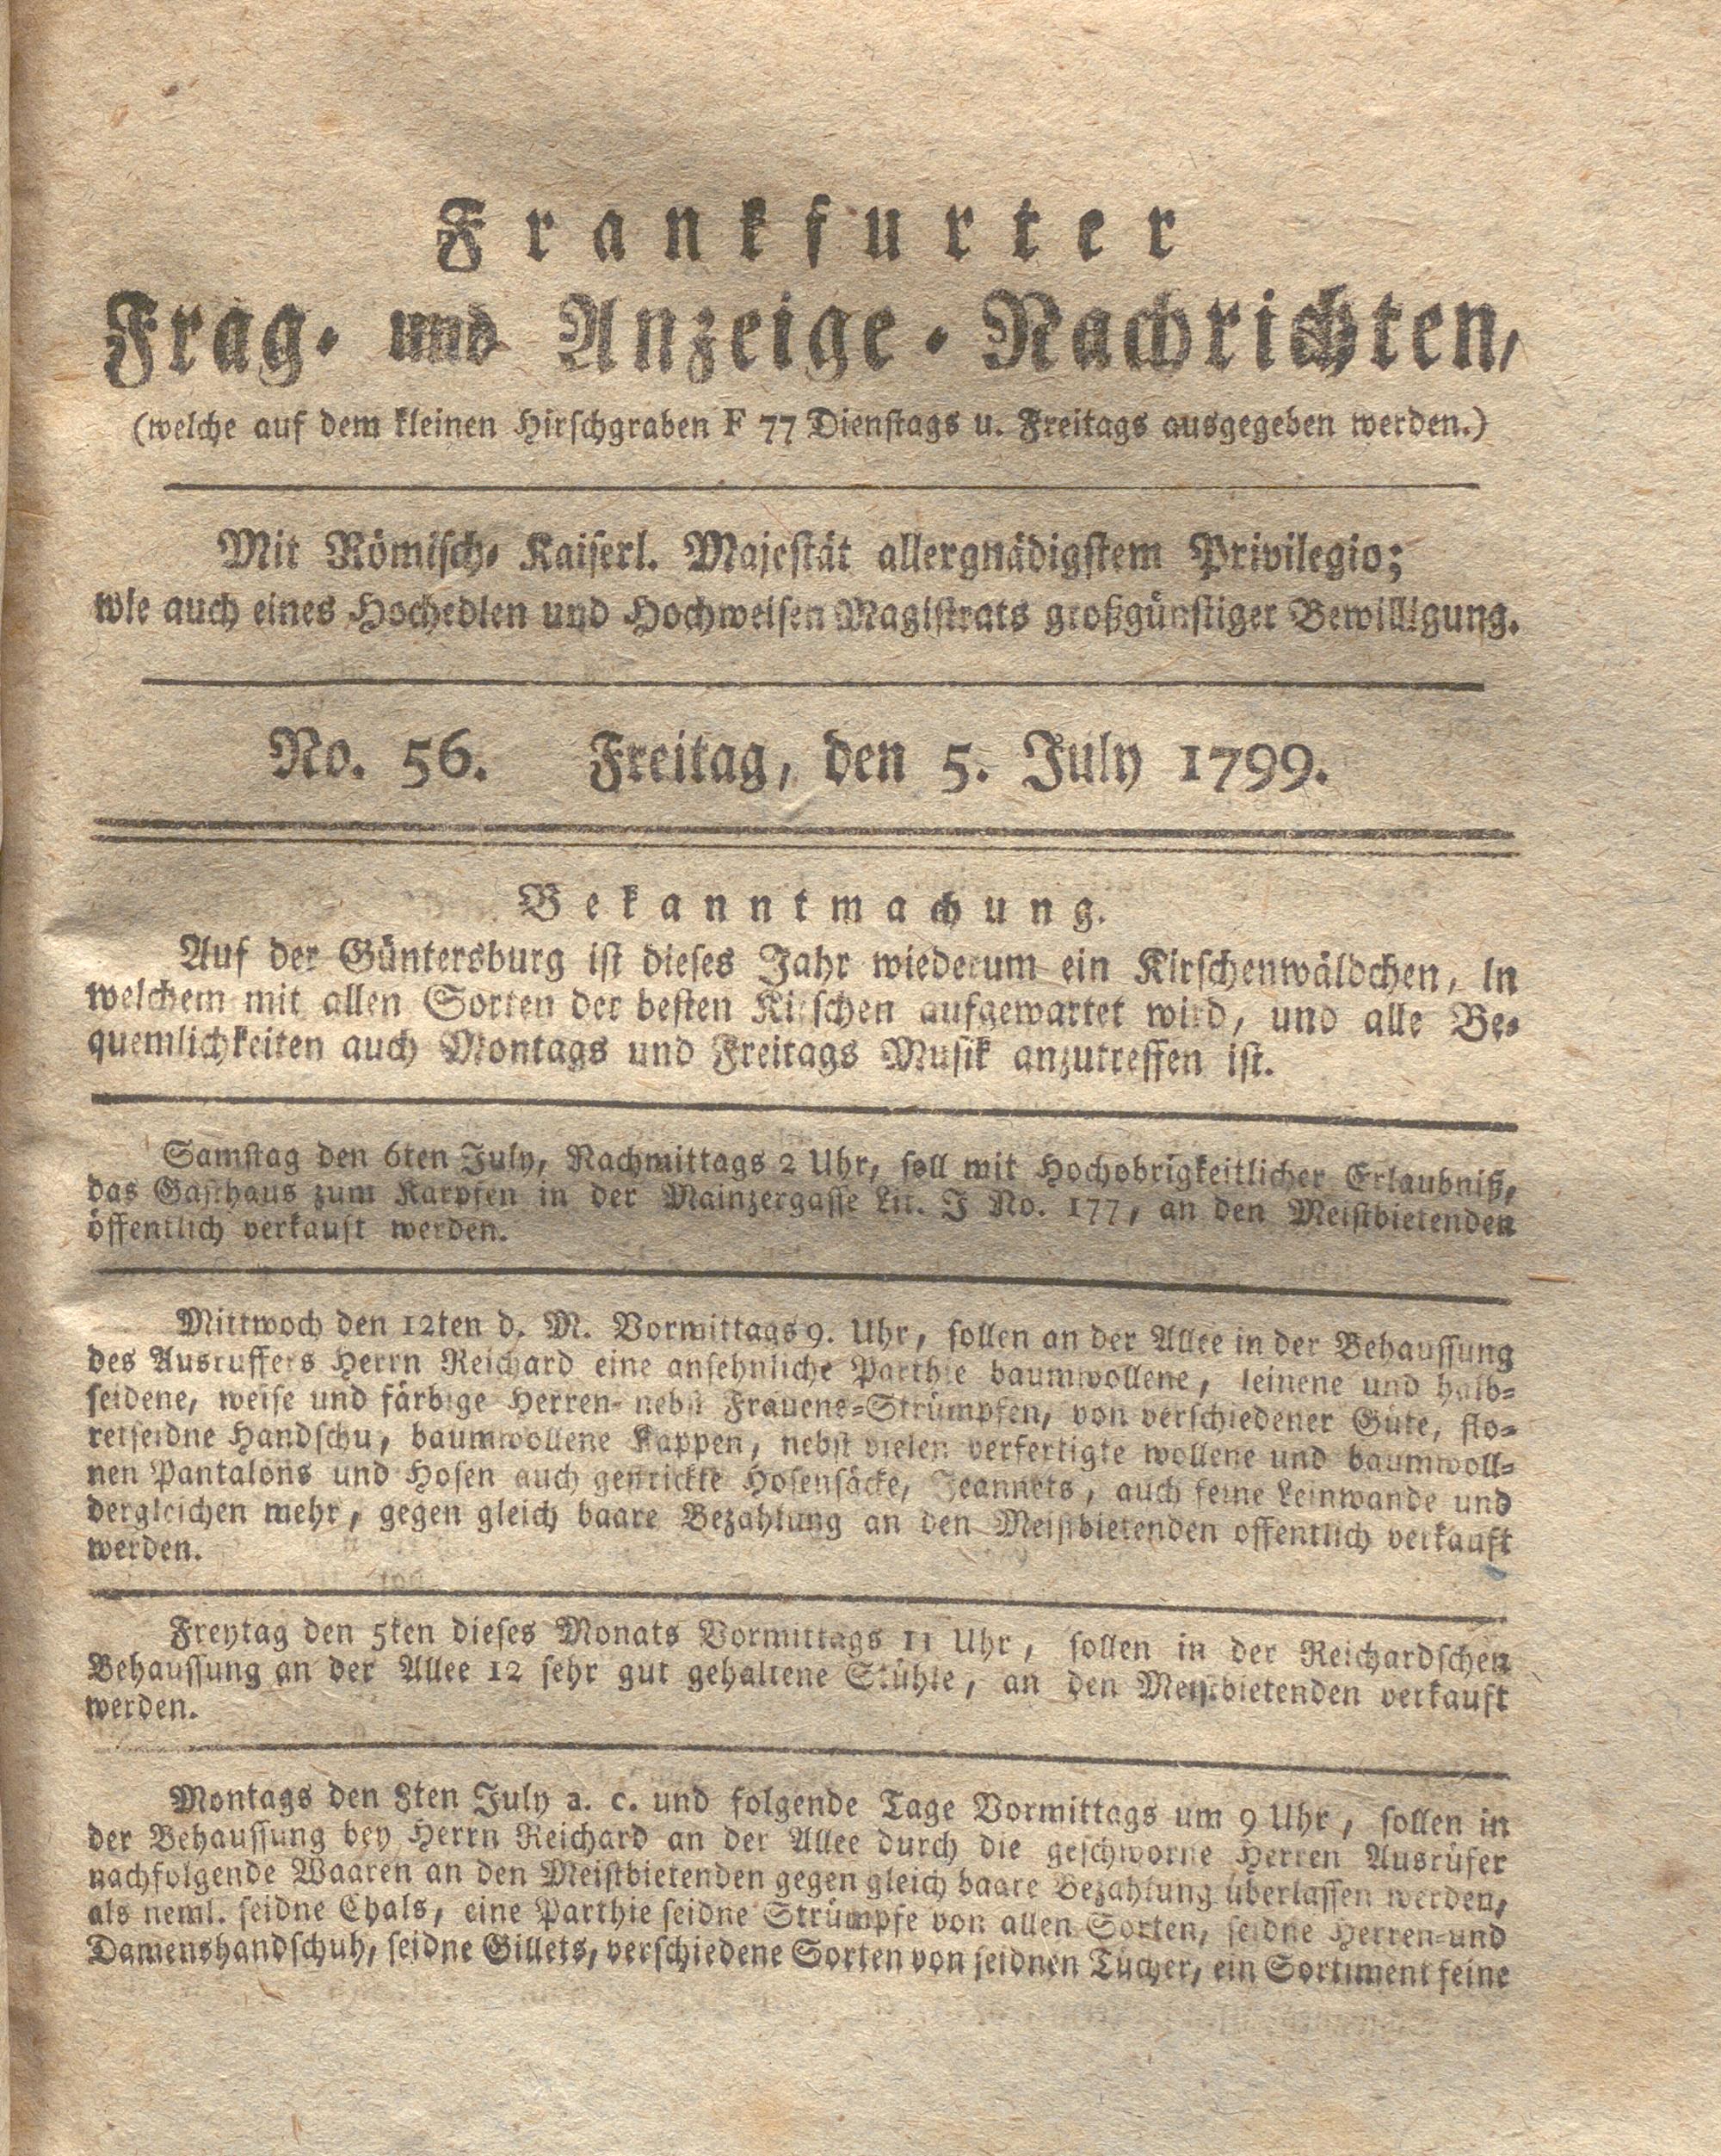 Frankfurter
Frag- und Anzeige-Nachrichten,
(welche auf dem kleinen Hirschgraben F 77 Dienstags u. Freitags ausgegeben werden.)
Mit Römisch- Kaiserl. Majestät allergnädigstem Privilegio;
wie auch eines Hochedlen und Hochweisen Magistrats großgünstiger Bewilligung.
No. 56. Freitag, den 5. July 1799.
Bekanntmachung.
Auf der Güntersburg ist dieses Jahr wiederum ein Kirschenwäldchen, in
welchem mit allen Sorten der besten Kirschen aufgewartet wird, und alle Be-
quemlichkeiten auch Montags und Freitags Musik anzutreffen ist.
Samstag den 6ten July, Nachmittags 2 Uhr, soll mit Hochobrigkeitlicher Erlaubniß,
das Gasthaus zum Karpfen in der Mainzergasse Lit. J No. 177, an den Meistbietenden
öffentlich verkauft werden.
Mittwoch den 12ten d. M. Vormittags 9. Uhr, sollen an der Allee in der Behaussung
des Ausruffers Herrn Reichard eine ansehnliche Parthie baumwollene, leinene und halb-
seidene, weise und färbige Herren- nebst Frauens-Strümpfen, von verschiedener Güte, flo-
retseidne Handschu, baumwollene Kappen, nebst vielen verfertigte wollene und baumwoll-
nen Pantalons und Hosen auch gestrickte Hosensäcke, Jeannets, auch feine Leinwande und
dergleichen mehr, gegen gleich baare Bezahlung an den Meistbietenden offentlich verkauft
werden.
Freytag den 5ten dieses Monats Vormittags 11 Uhr, sollen in der Reichardschen
Behaussung an der Allee 12 sehr gut gehaltene Stühle, an den Meistbietenden verkauft
werden.
Montags den 8ten July a. c. und folgende Tage Vormittags um 9 Uhr, sollen in
der Behaussung bey Herrn Reichard an der Allee durch die geschworne Herren Ausrüfer
nachfolgende Waaren an den Meistbietenden gegen gleich baare Bezahlung überlassen werden,
als neml. seidne Chals, eine Parthie seidne Strümpfe von allen Sorten, seidne Herren-und
Damenshandschuh, seidne Gillets, verschiedene Sorten von seidnen Tücher, ein Sortiment feine